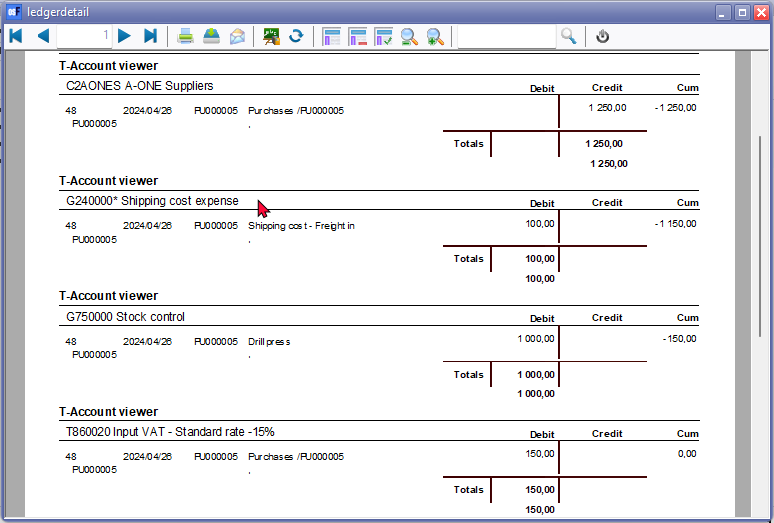 ledgerdetail
1
T-Account viewer
C2AONES A-ONE Suppliers Debit Credit Cum
48 2024/04/26 PU000005 Purchases /PU000005 1 250,00 -1 250,00
PU000005 .
Totals 1 250,00
1 250,00
T-Account viewer
G240000* Shipping cost expense Debit Credit Cum
48 2024/04/26 PU000005 Shipping cost - Freight in 100,00 -1 150,00
PU000005 .
Totals 100,00
100,00
T-Account viewer
G750000 Stock control Debit Credit Cum
48 2024/04/26 PU000005 Drill press 1 000,00 -150,00
PU000005 .
Totals 1 000,00
1 000,00
T-Account viewer
T860020 Input VAT - Standard rate -15% Debit Credit Cum
48 2024/04/26 PU000005 Purchases /PU000005 150,00 0,00
PU000005 .
Totals 150,00
150,00